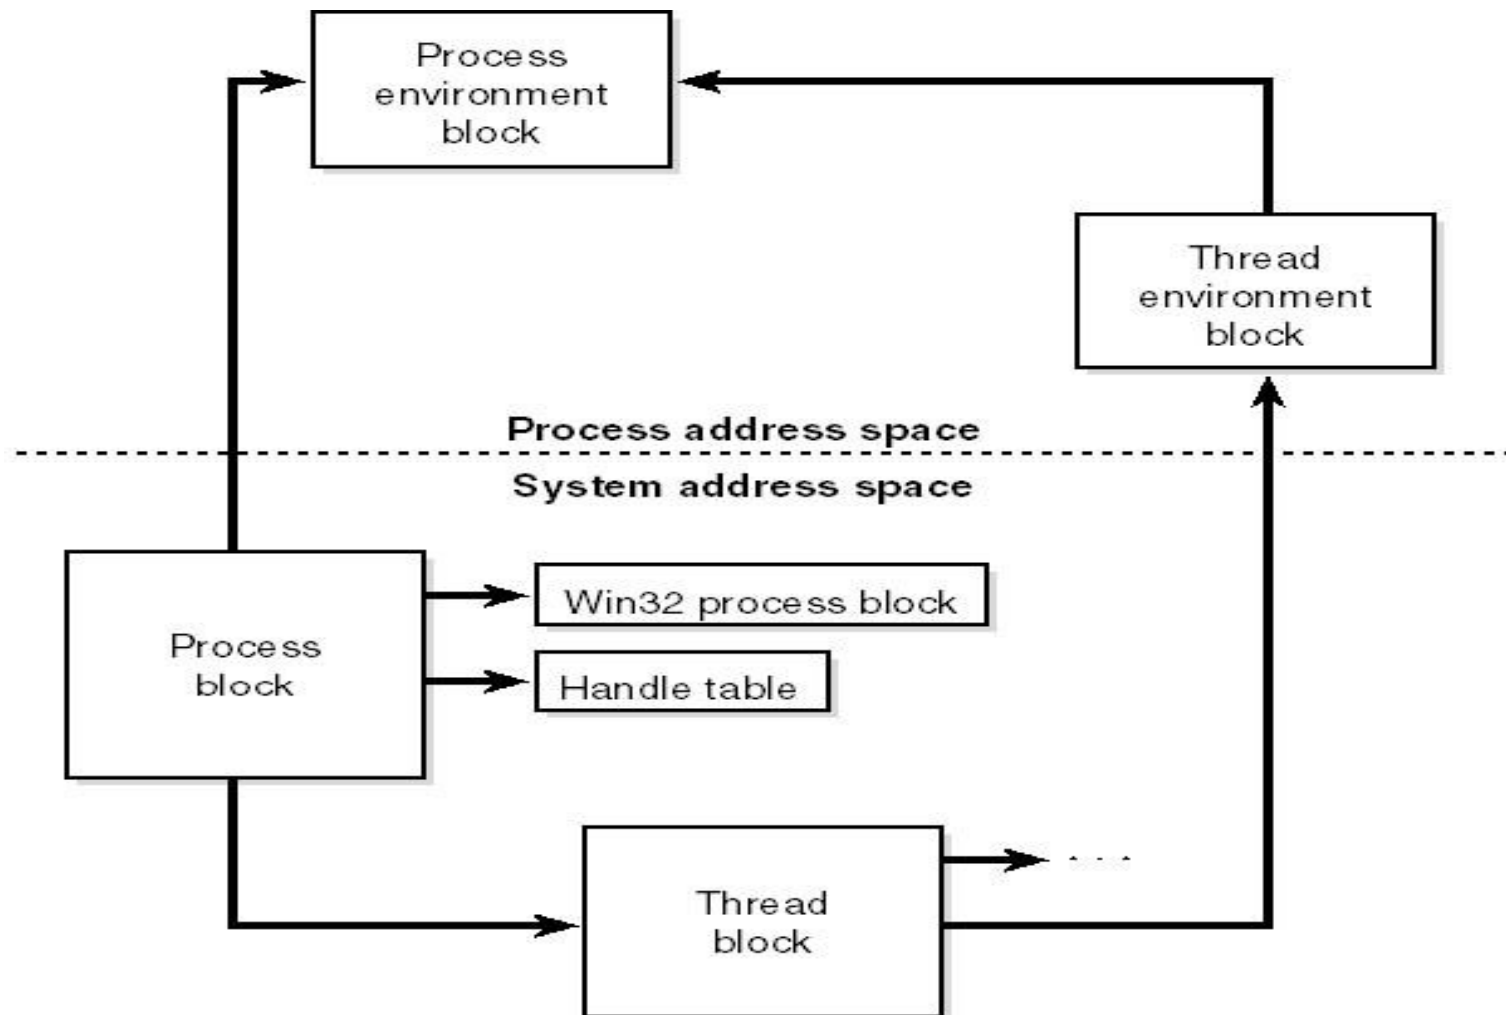 Process
environment
block
Thread
environment
block
Process address space
System address space
Process
block
Win32 process block
Handle table
Thread
block
. . .